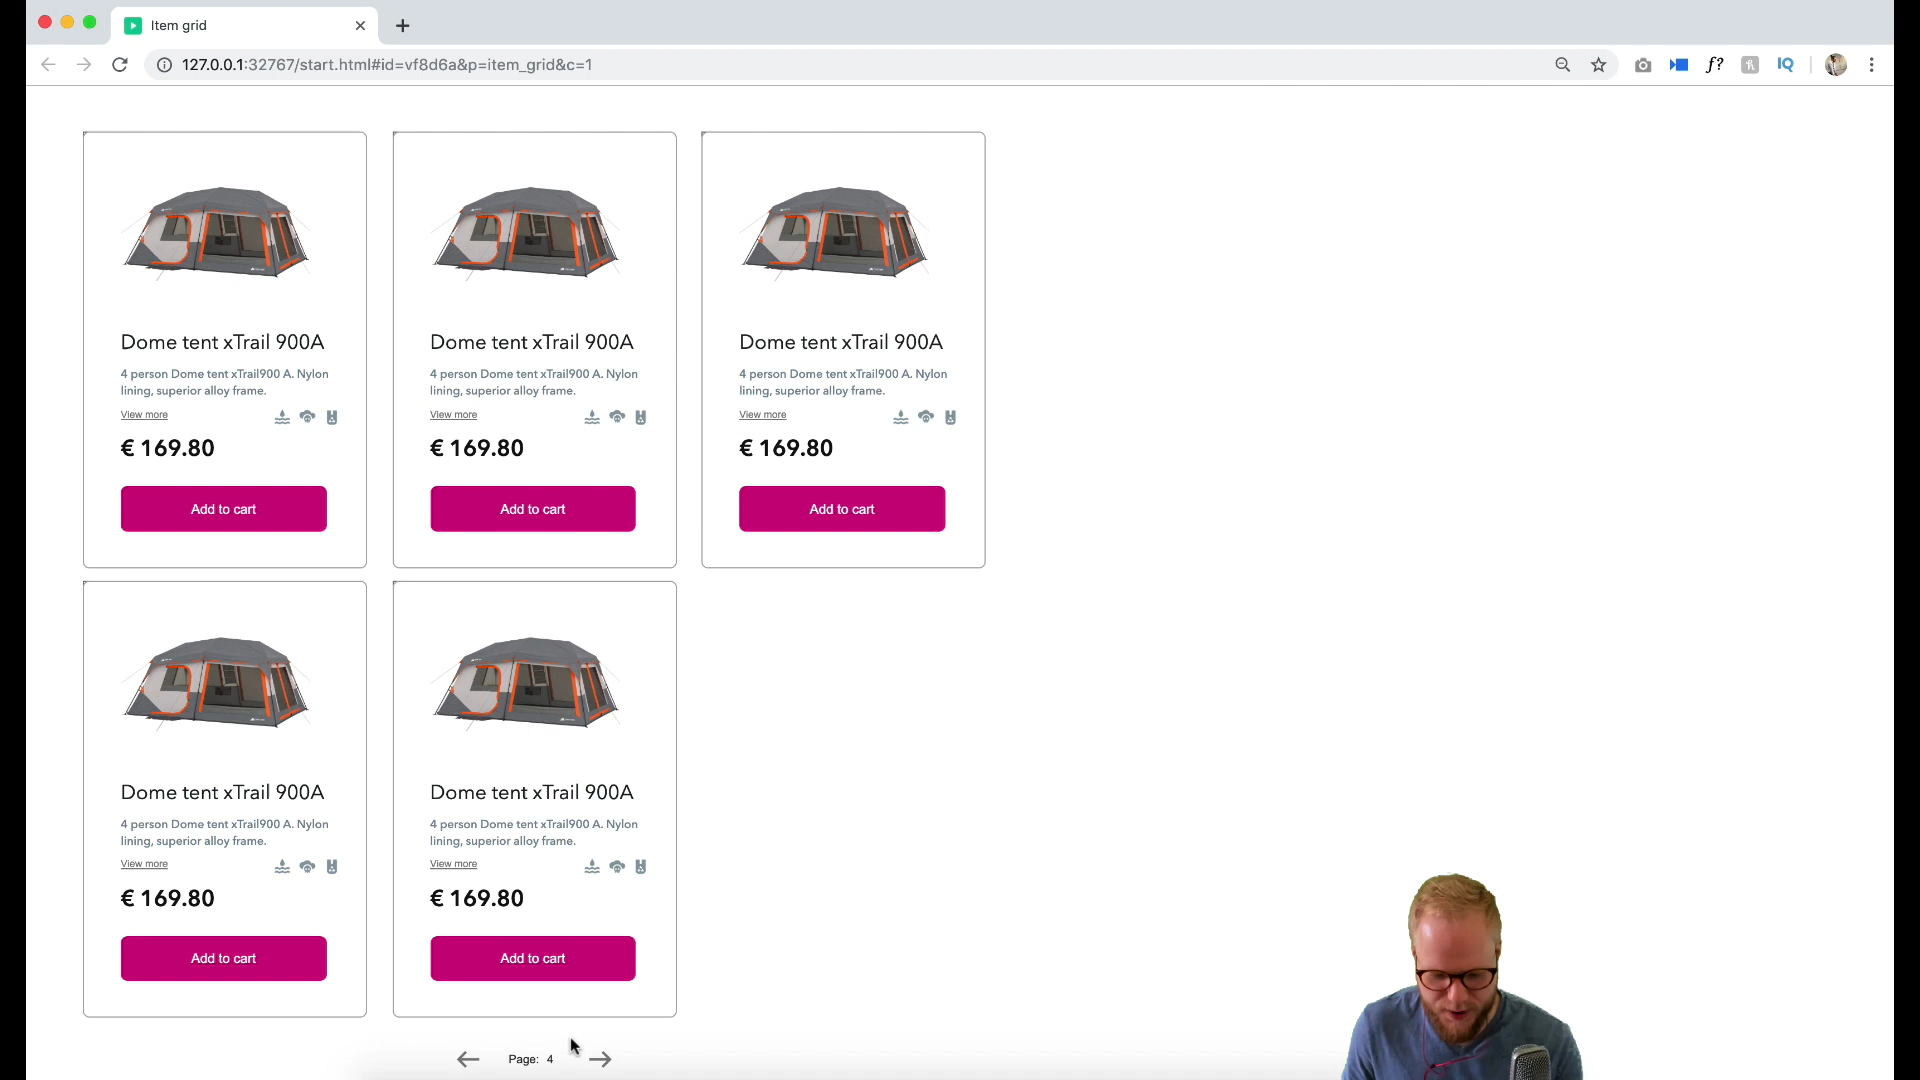 Item grid
127.0.0.1:32767/start.html#id=vf8d6a&p=item_grid&c=1
f?
IQ
Dome tent xTrail 900A
4 person Dome tent xTrail900 A. Nylon
lining, superior alloy frame.
View more
€ 169.80
Add to cart
Dome tent xTrail 900A
4 person Dome tent xTrail900 A. Nylon
lining, superior alloy frame.
View more
€ 169.80
Add to cart
Dome tent xTrail 900A
4 person Dome tent xTrail900 A. Nylon
lining, superior alloy frame.
View more
€ 169.80
Add to cart
Dome tent xTrail 900A
4 person Dome tent xTrail900 A. Nylon
lining, superior alloy frame.
View more
€ 169.80
Add to cart
Dome tent xTrail 900A
4 person Dome tent xTrail900 A. Nylon
lining, superior alloy frame.
View more
€ 169.80
Add to cart
Page: 4